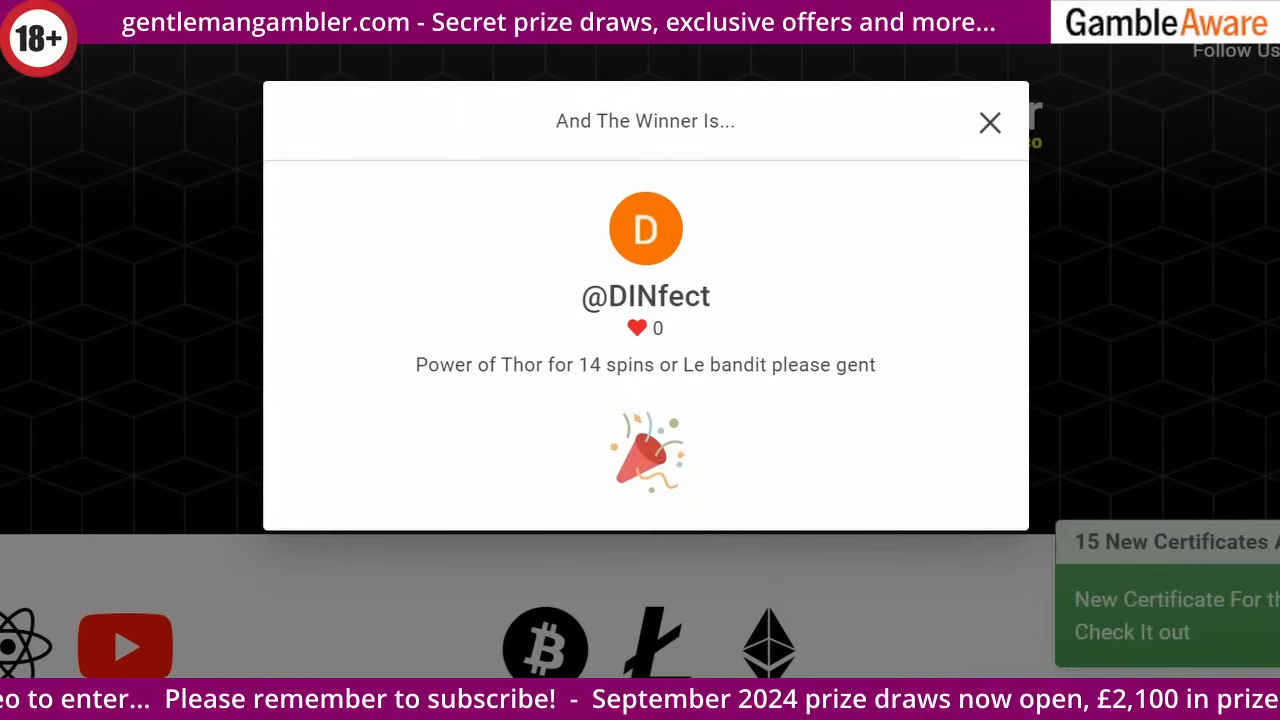 gentlemangambler.com - Secret prize draws, exclusive offers and more...
18+
GambleAware
Follow Us
And The Winner Is...
D
@DINfect
0
Power of Thor for 14 spins or Le bandit please gent
15 New Certificates
New Certificate For
Check It out
to enter... Please remember to subscribe! - September 2024 prize draws now open, £2,100 in prize